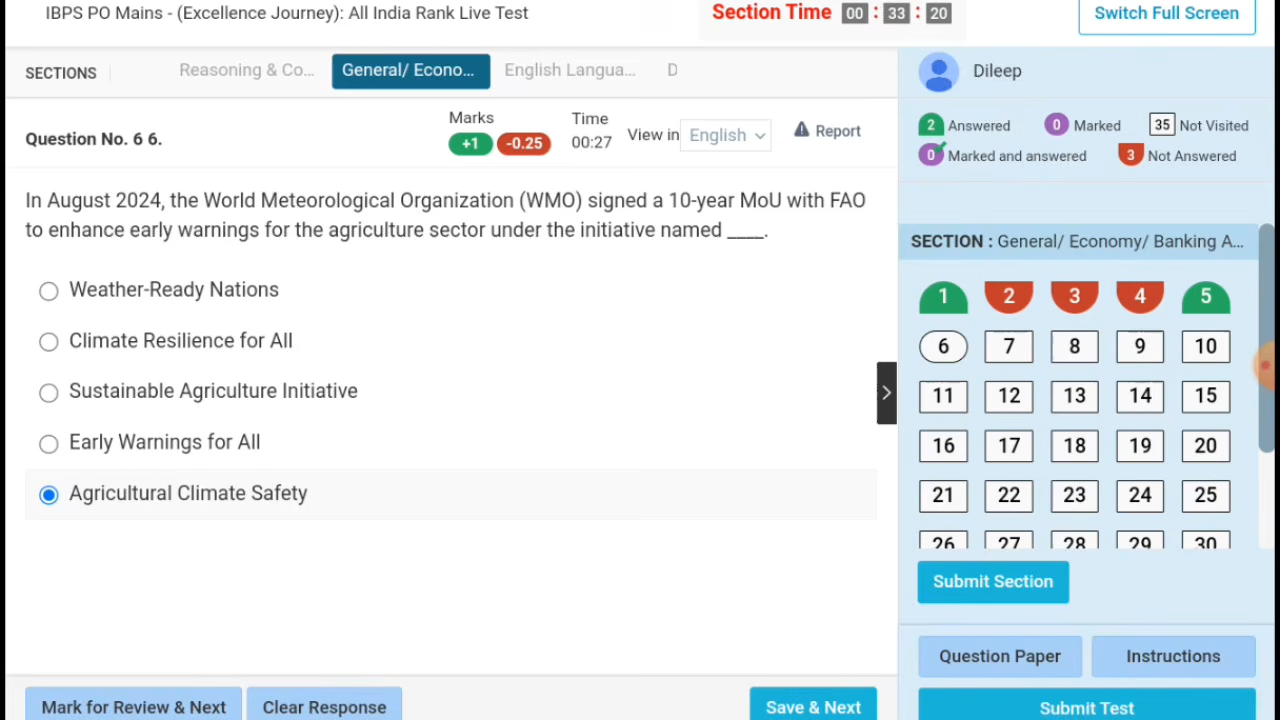 IBPS PO Mains - (Excellence Journey): All India Rank Live Test
Section Time 00 : 33 : 20
Switch Full Screen
SECTIONS
Reasoning & Co...
General/ Econo...
English Langua...
D
Dileep
2 Answered
0 Marked
35 Not Visited
0 Marked and answered
3 Not Answered
Question No. 6 6.
Marks
+1 -0.25
Time
00:27
View in English
Report
In August 2024, the World Meteorological Organization (WMO) signed a 10-year MoU with FAO
to enhance early warnings for the agriculture sector under the initiative named ____.
Weather-Ready Nations
Climate Resilience for All
Sustainable Agriculture Initiative
Early Warnings for All
Agricultural Climate Safety
SECTION : General/ Economy/ Banking A...
1 2 3 4 5
6 7 8 9 10
11 12 13 14 15
16 17 18 19 20
21 22 23 24 25
26 27 28 29 30
Submit Section
Question Paper
Instructions
Mark for Review & Next
Clear Response
Save & Next
Submit Test